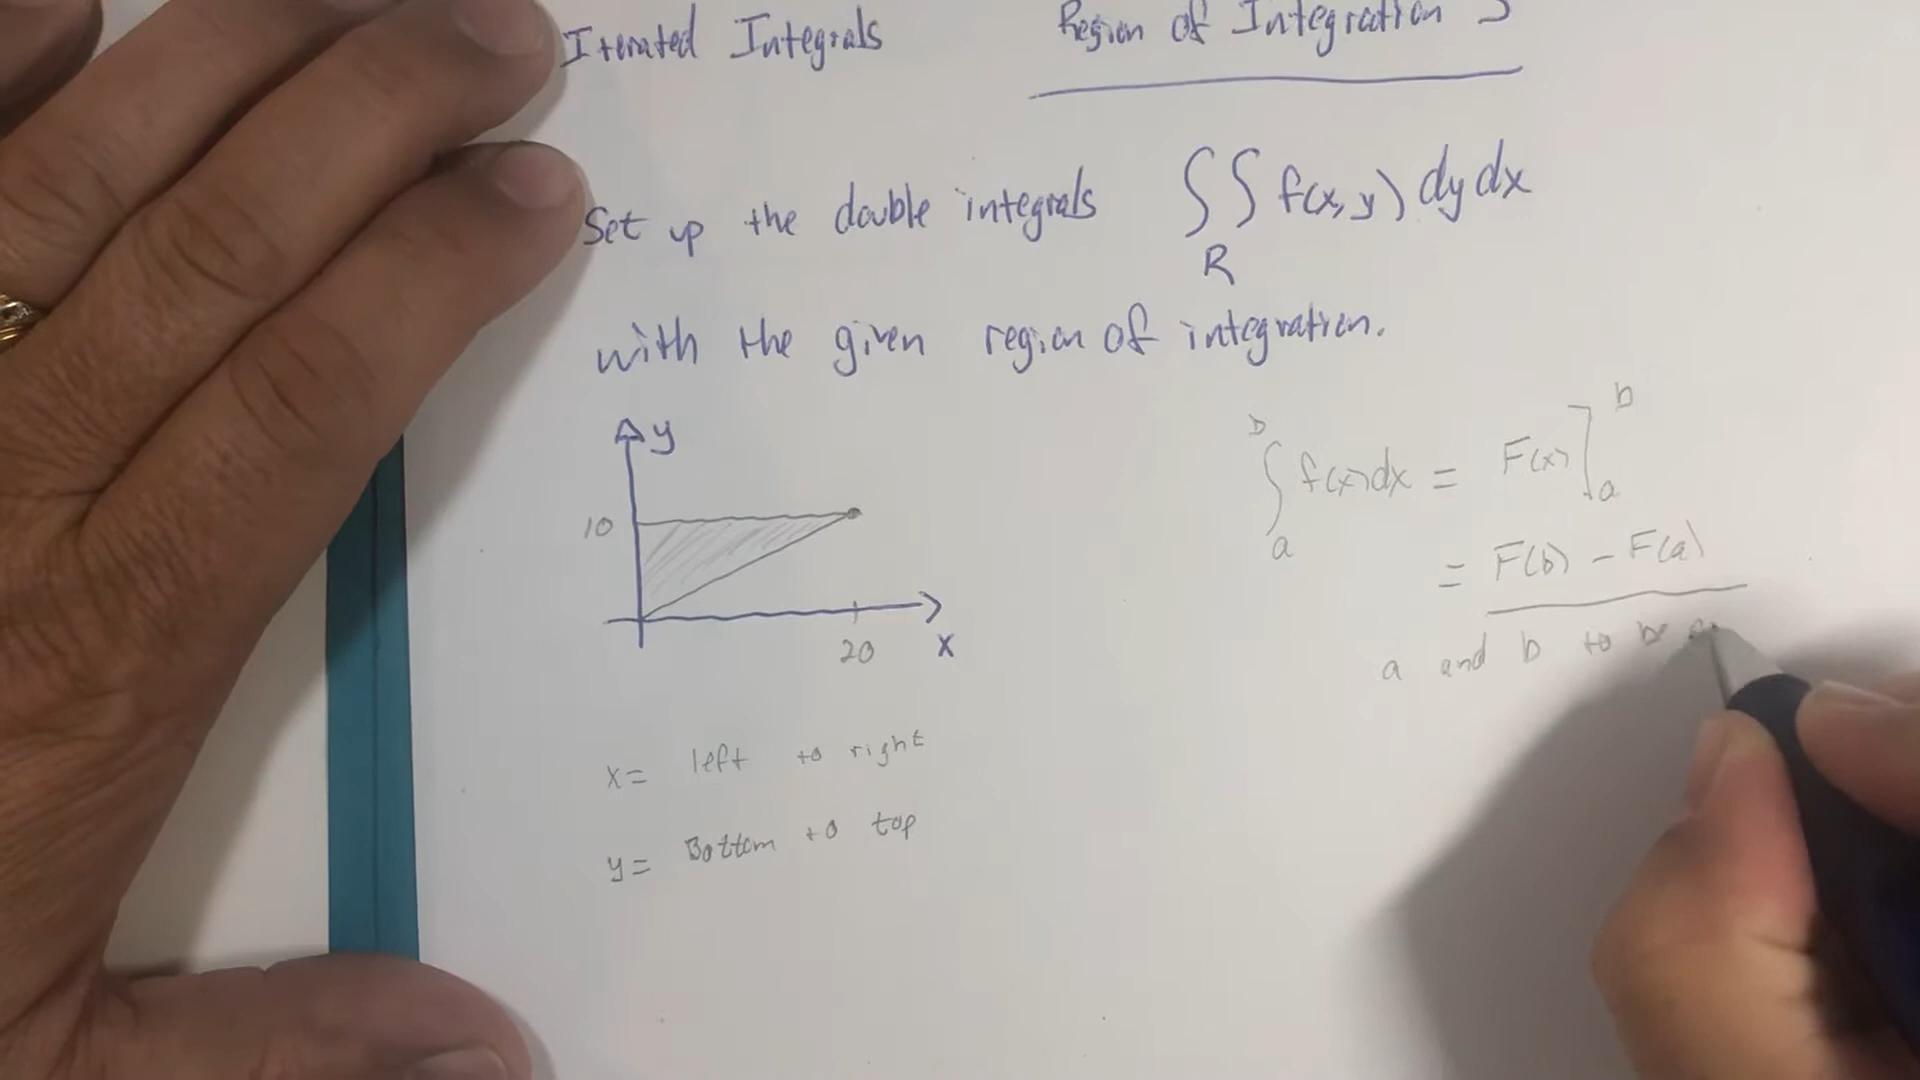 Iterated Integrals
Region of Integration
Set up the double integrals ∫∫ f(x,y) dy dx
R
with the given region of integration.
y
10
20
x
x = left to right
y = Bottom to top
b
∫ f(x)dx = F(x)]
a
b
a
= F(b) - F(a)
a and b to be